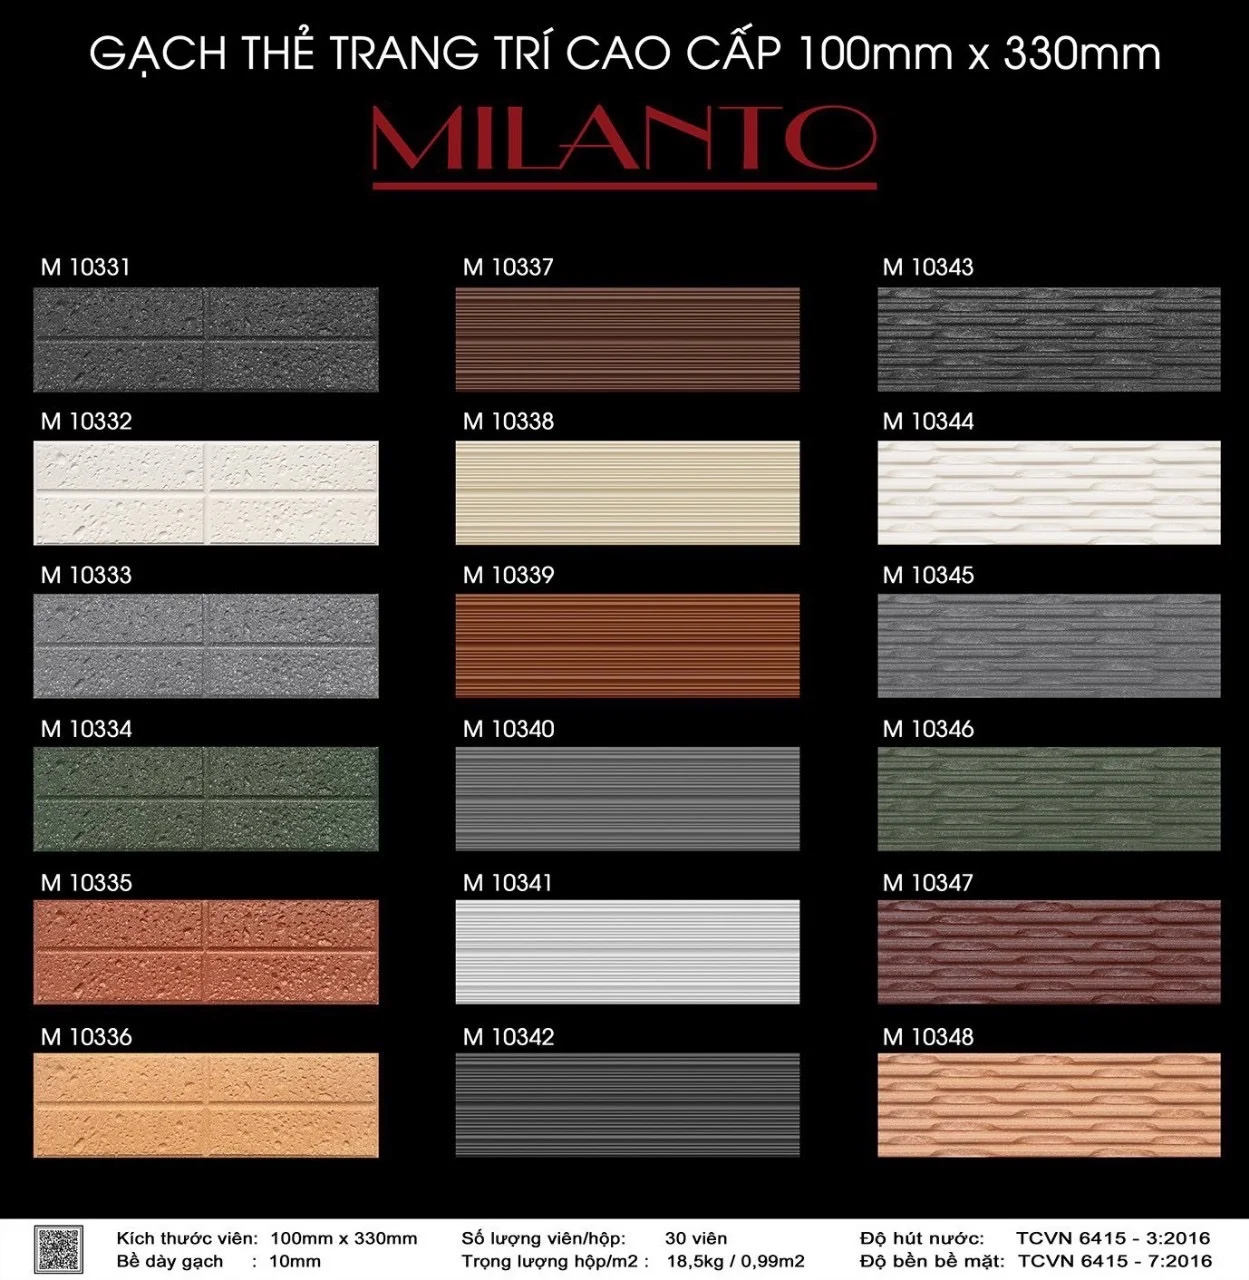 GẠCH THẺ TRANG TRÍ CAO CẤP 100mm x 330mm
MILANTO
M 10331
M 10337
M 10343
M 10332
M 10338
M 10344
M 10333
M 10339
M 10345
M 10334
M 10340
M 10346
M 10335
M 10341
M 10347
M 10336
M 10342
M 10348
Kích thước viên: 100mm x 330mm
Bề dày gạch : 10mm
Số lượng viên/hộp: 30 viên
Trọng lượng hộp/m2 : 18,5kg / 0,99m2
Độ hút nước: TCVN 6415 - 3:2016
Độ bền bề mặt: TCVN 6415 - 7:2016